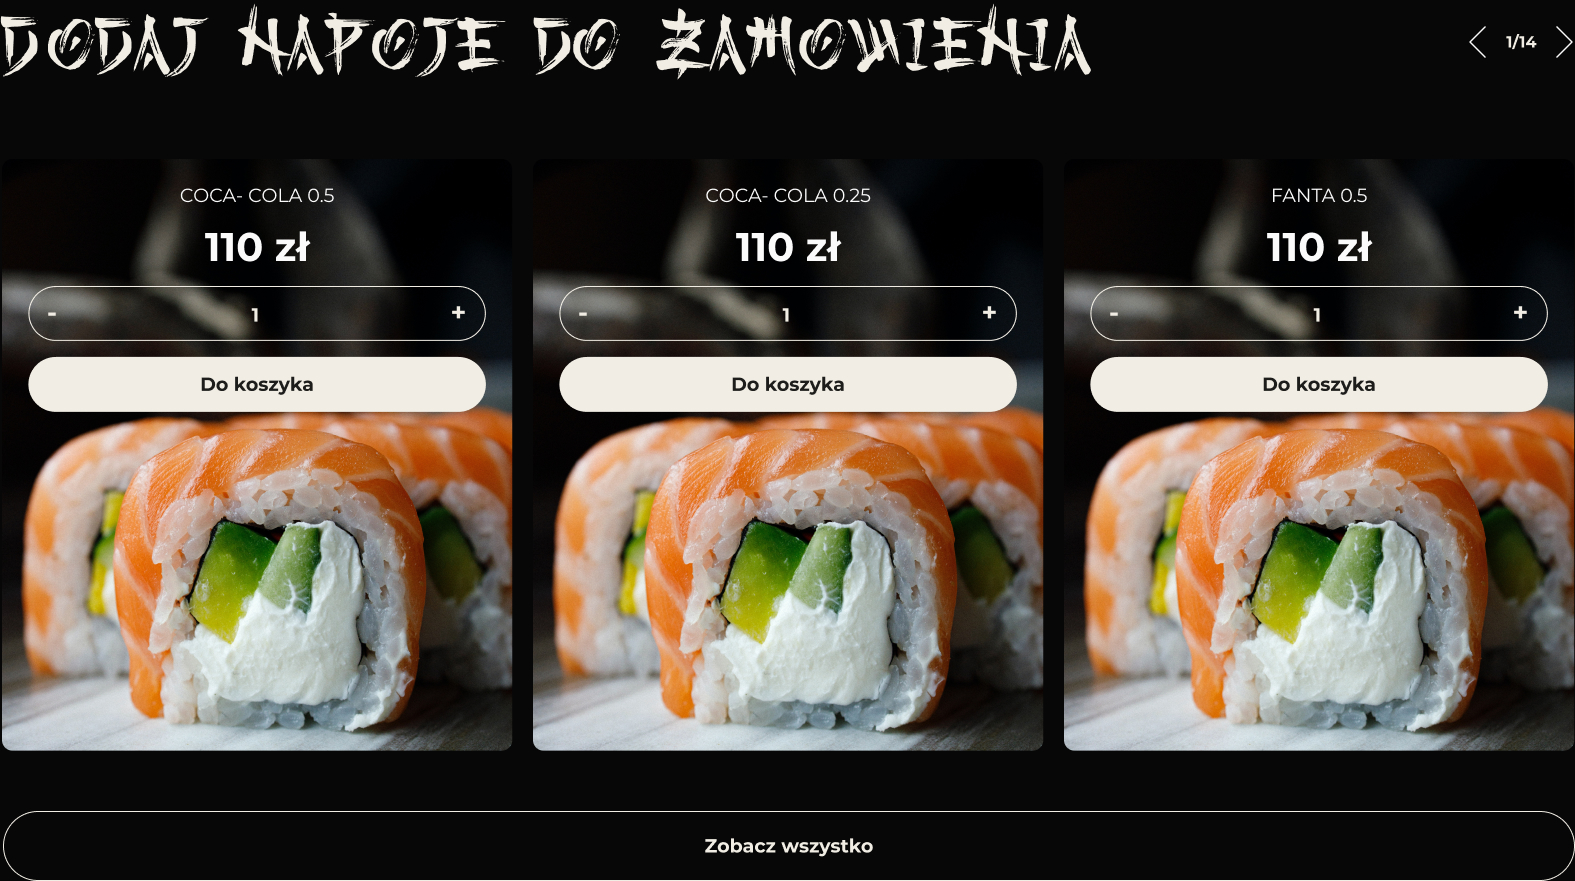 DODAJ NAPOJE DO ZAMOWIENIA
1/14
COCA- COLA 0.5
110 zł
- 1 +
Do koszyka
COCA- COLA 0.25
110 zł
- 1 +
Do koszyka
FANTA 0.5
110 zł
- 1 +
Do koszyka
Zobacz wszystko